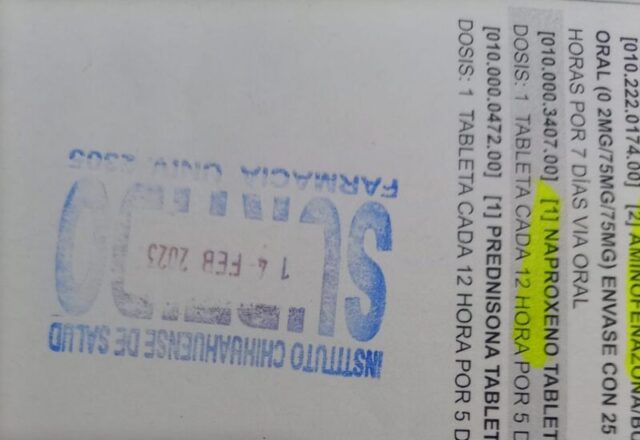 [010.222.0174.00] [2]
ORAL (0 2MG/75MG/75MG) ENVASE CON 25
HORAS POR 7 DIAS VIA ORAL
[010.000.3407.00] [1] NAPROXENO TABLET
DOSIS: 1 TABLETA CADA 12 HORA POR 5 D
[010.000.0472.00] [1] PREDNISONA TABLET
DOSIS: 1 TABLETA CADA 12 HORA POR 5 D
INSTITUTO CHIHUAHUENSE DE SALUD
SURTIDO
14 FEB 2023
FARMACIA UNIV. 2305